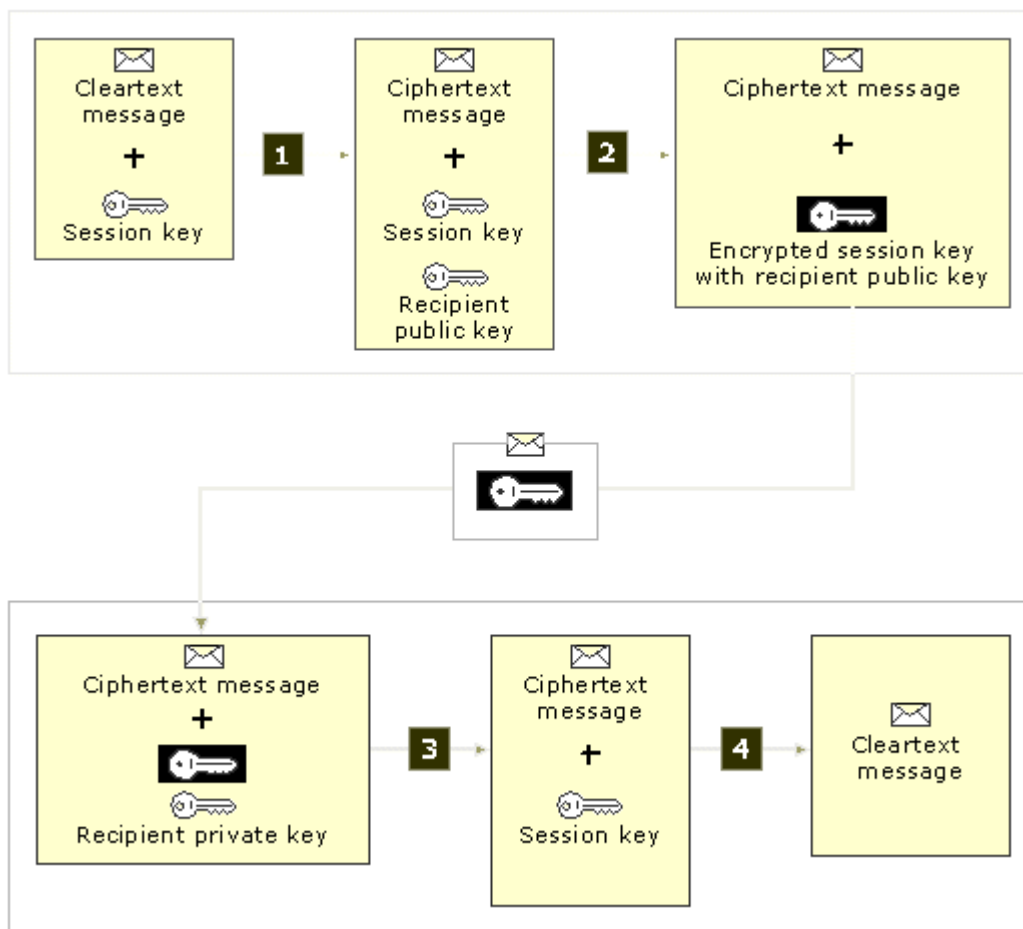 Cleartext
message
+
Session key
1
Ciphertext
message
+
Session key
Recipient
public key
2
Ciphertext message
+
Encrypted session key
with recipient public key
Ciphertext message
+
Recipient private key
3
Ciphertext
message
+
Session key
4
Cleartext
message